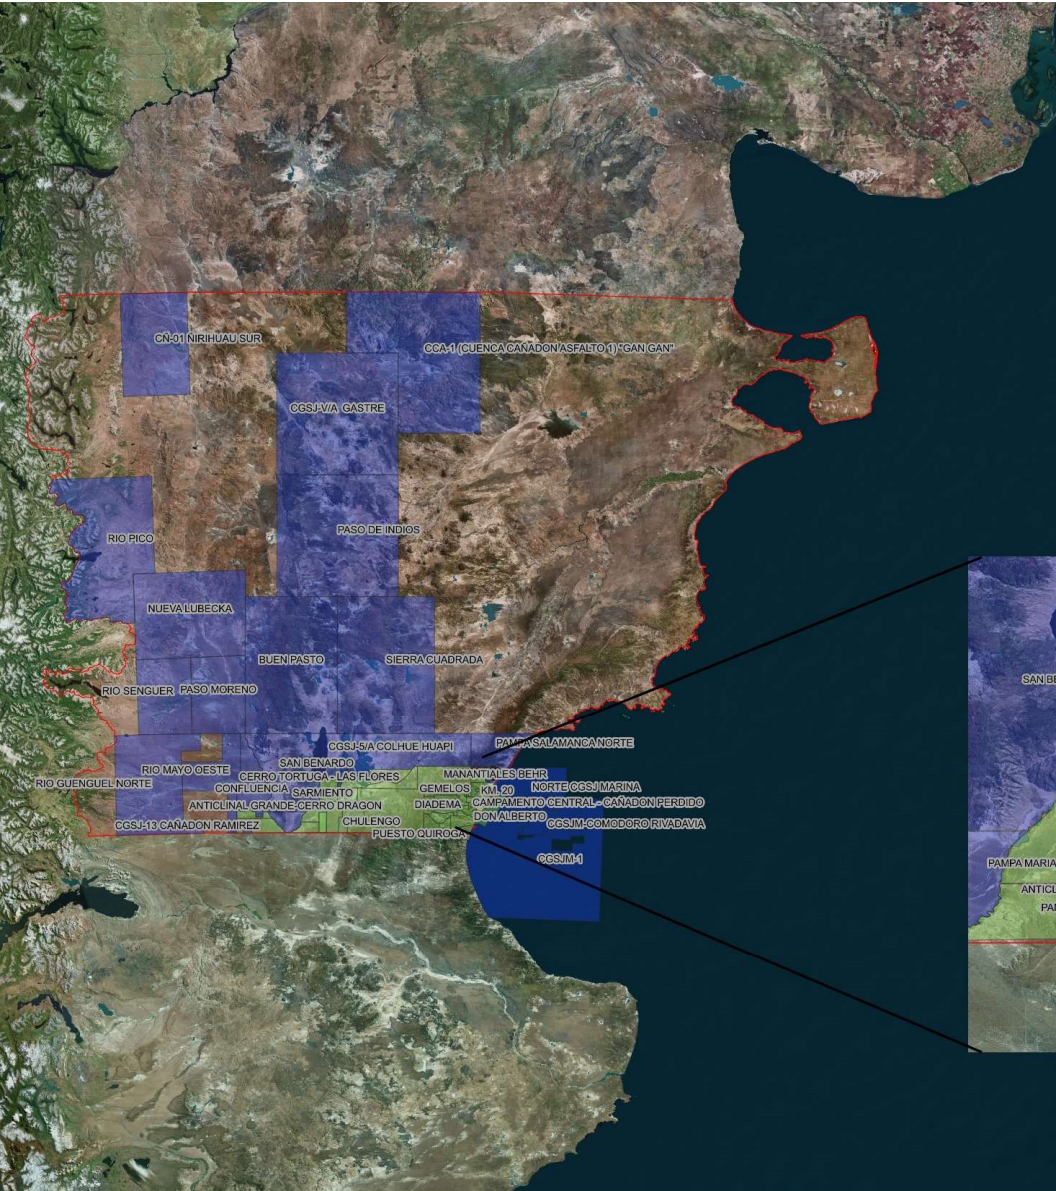 CÑ-01 ÑIRIHUAU SUR
CCA-1 (CUENCA CAÑADON ASFALTO 1) "GAN GAN"
CGSJ-V/A GASTRE
PASO DE INDIOS
RIO PICO
NUEVA LUBECKA
BUEN PASTO
SIERRA CUADRADA
RIO SENGUER
PASO MORENO
CGSJ-5/A COLHUE HUAPI
PAMPA SALAMANCA NORTE
SAN BENARDO
RIO MAYO OESTE
CERRO TORTUGA - LAS FLORES
MANANTIALES BEHR
RIO GUENGUEL NORTE
CONFLUENCIA
SARMIENTO
GEMELOS
KM. 20
NORTE CGSJ MARINA
ANTICLINAL GRANDE-CERRO DRAGON
DIADEMA
CAMPAMENTO CENTRAL - CAÑADON PERDIDO
DON ALBERTO
CGSJ-13 CAÑADON RAMIREZ
CHULENGO
CGSJM-COMODORO RIVADAVIA
PUESTO QUIROGA
CGSJM-1
SAN BE
PAMPA MARIA
ANTICL
PAM